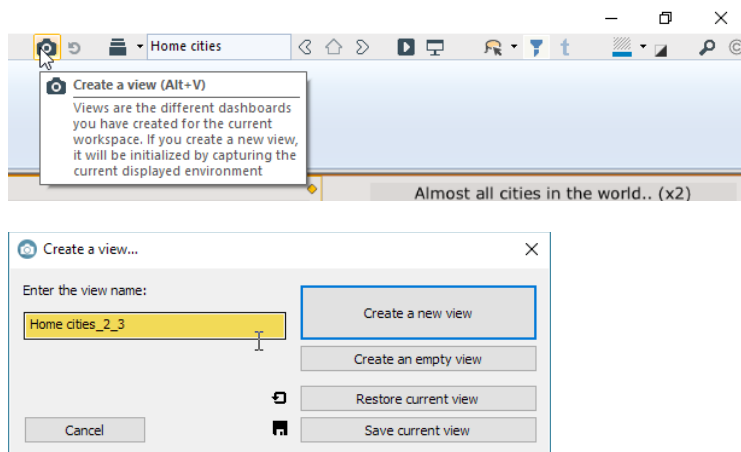 Home cities
t
Create a view (Alt+V)
Views are the different dashboards
you have created for the current
workspace. If you create a new view,
it will be initialized by capturing the
current displayed environment
Almost all cities in the world.. (x2)
Create a view...
Enter the view name:
Home cities_2_3
Create a new view
Create an empty view
Restore current view
Cancel
Save current view